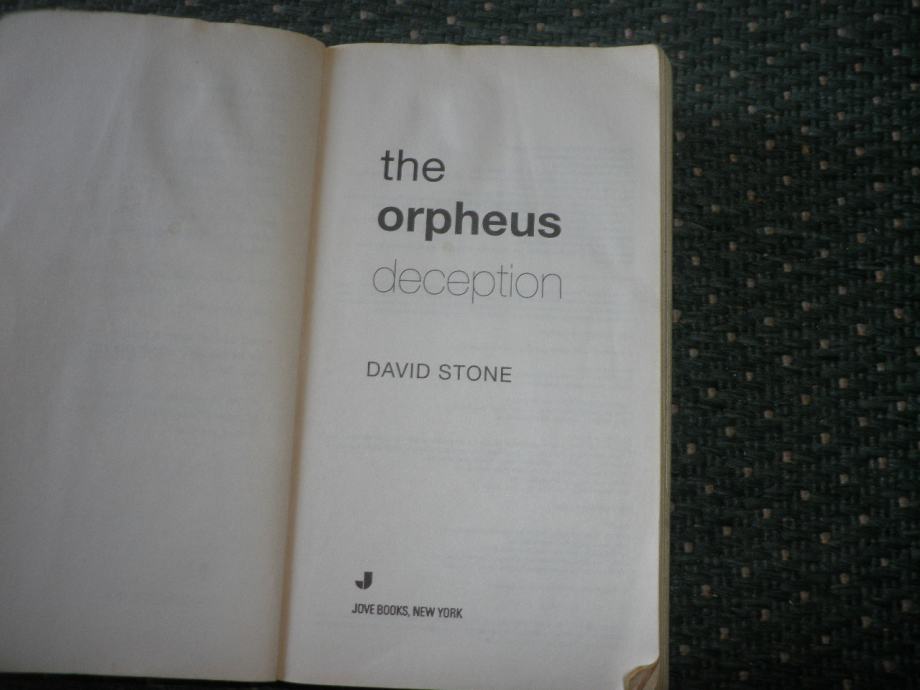 the
orpheus
deception
DAVID STONE
J
JOVE BOOKS, NEW YORK